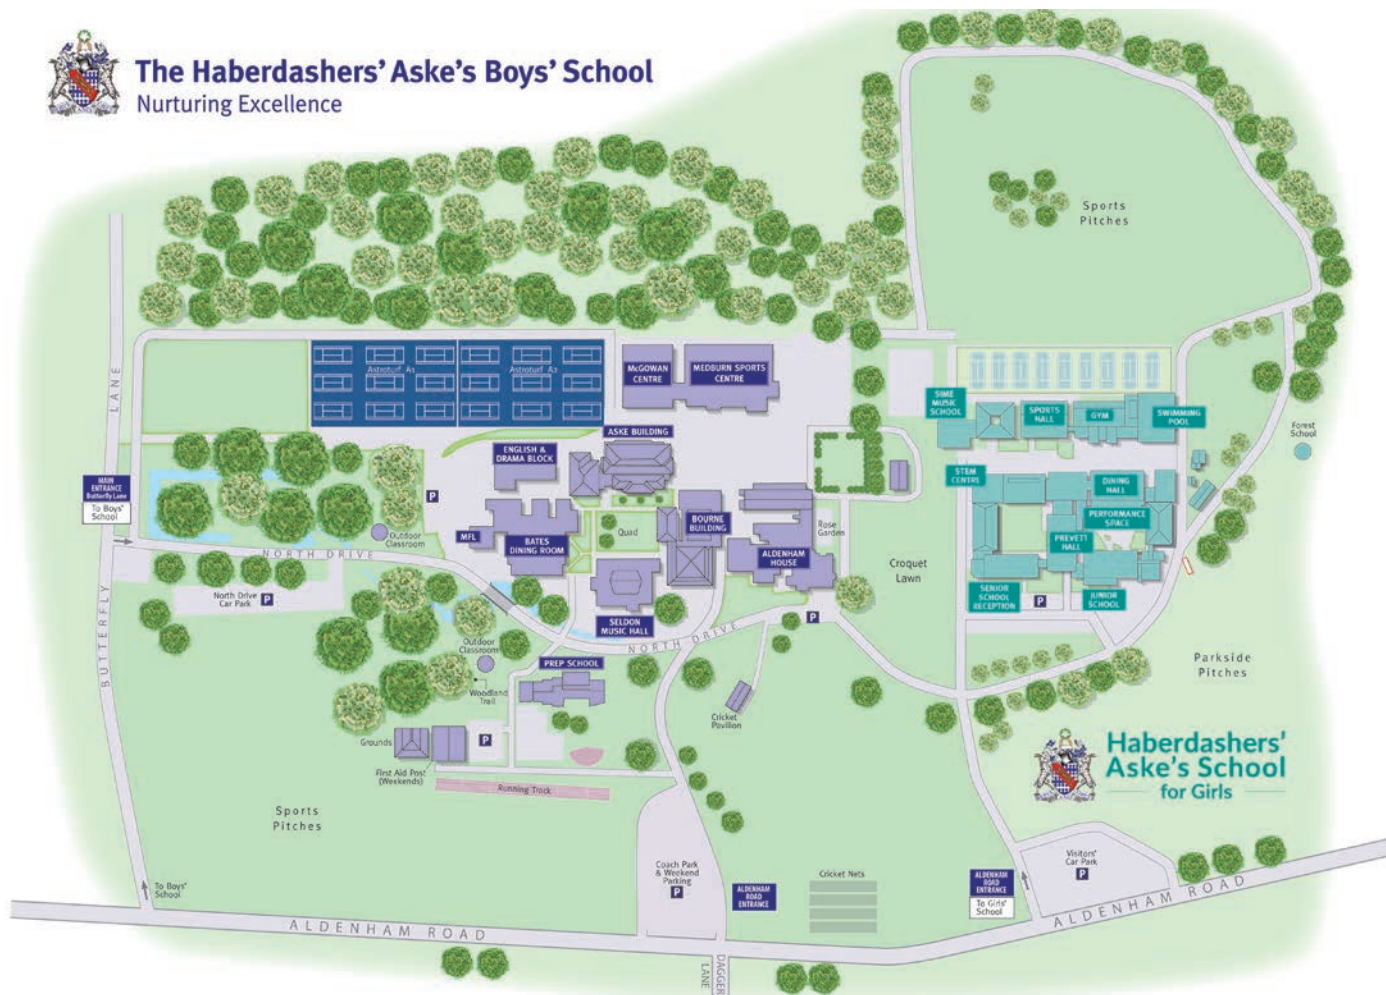 The Haberdashers' Aske's Boys' School
Nurturing Excellence
Sports
Pitches
LANE
Astroturf A1
Astroturf A2
McGOWAN
CENTRE
MEDBURN SPORTS
CENTRE
SIME
MUSIC
SCHOOL
SPORTS
HALL
GYM
SWIMMING
POOL
Forest
School
ASKE BUILDING
ENGLISH &
DRAMA BLOCK
MAIN
ENTRANCE
Butterfly Lane
To Boys'
School
P
Outdoor
Classroom
MFL
BATES
DINING ROOM
Quad
BOURNE
BUILDING
ALDENHAM
HOUSE
Rose
Garden
Croquet
Lawn
STEM
CENTRE
DINING
HALL
PERFORMANCE
SPACE
PREVETT
HALL
SENIOR
SCHOOL
RECEPTION
P
JUNIOR
SCHOOL
NORTH DRIVE
North Drive
Car Park P
BUTTERFLY
SELDON
MUSIC HALL
NORTH DRIVE
P
Outdoor
Classroom
Woodland
Trail
PREP SCHOOL
Cricket
Pavilion
Parkside
Pitches
Grounds
P
First Aid Post
(Weekends)
Running Track
Haberdashers'
Aske's School
for Girls
Sports
Pitches
To Boys'
School
Coach Park
& Weekend
Parking
P
ALDENHAM
ROAD
ENTRANCE
Cricket Nets
ALDENHAM
ROAD
ENTRANCE
To Girls'
School
Visitors'
Car Park
P
ALDENHAM ROAD
ALDENHAM ROAD
DAGGER
LANE